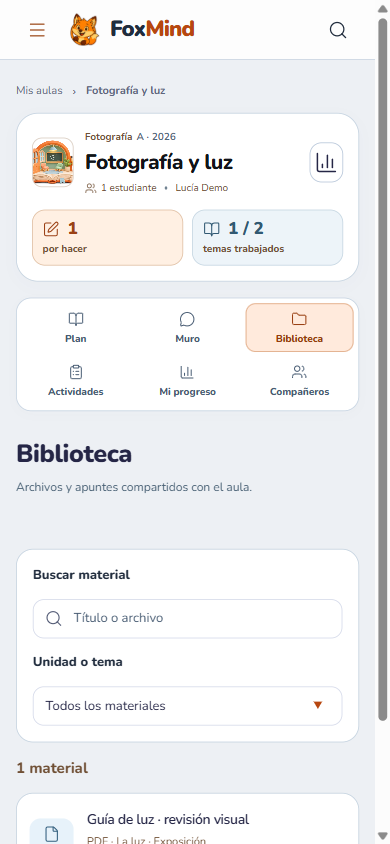 FoxMind
Mis aulas › Fotografía y luz
Fotografía A · 2026
Fotografía y luz
1 estudiante • Lucía Demo
1
por hacer
1 / 2
temas trabajados
Plan
Muro
Biblioteca
Actividades
Mi progreso
Compañeros
Biblioteca
Archivos y apuntes compartidos con el aula.
Buscar material
Título o archivo
Unidad o tema
Todos los materiales
1 material
Guía de luz · revisión visual
PDF · La luz · Exposición